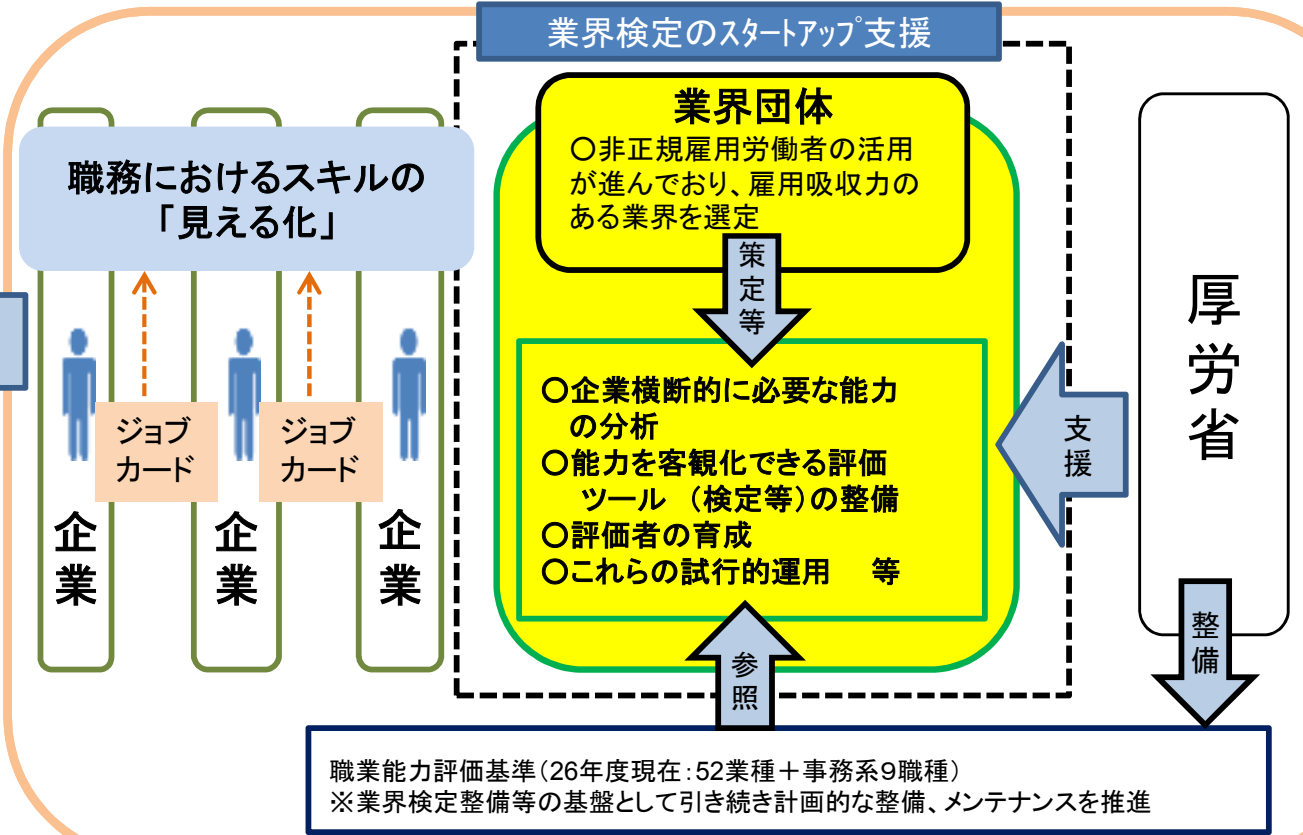 業界検定のスタートアップ支援
職務におけるスキルの
「見える化」
ジョブ
カード
ジョブ
カード
企業
企業
企業
業界団体
○非正規雇用労働者の活用
が進んでおり、雇用吸収力の
ある業界を選定
策定等
○企業横断的に必要な能力
の分析
○能力を客観化できる評価
ツール (検定等)の整備
○評価者の育成
○これらの試行的運用 等
支援
厚労省
整備
参照
職業能力評価基準(26年度現在:52業種+事務系9職種)
※業界検定整備等の基盤として引き続き計画的な整備、メンテナンスを推進